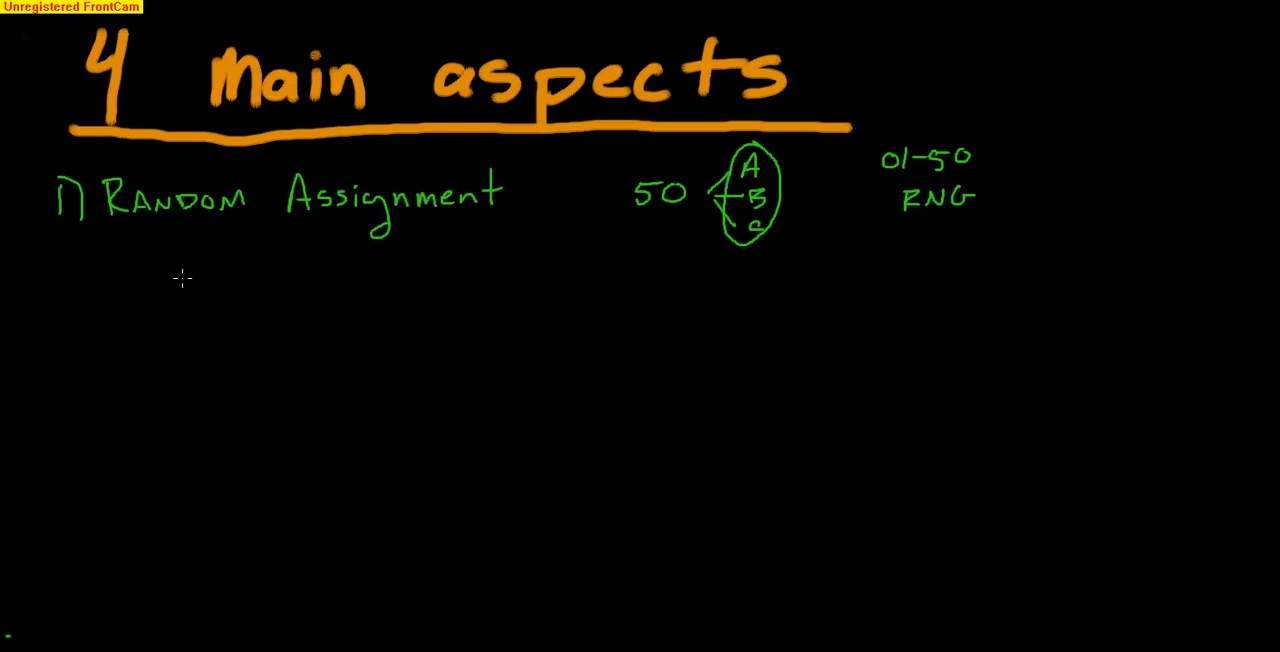 Unregistered FrontCam
4 Main aspects
1) RANDOM Assignment 50 A B C 01-50 RNG